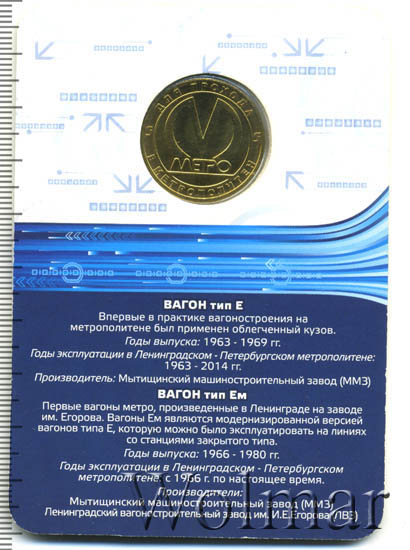 ДЛЯ ПРОХОДА
МЕТРО
В МЕТРОПОЛИТЕН
ВАГОН тип Е
Впервые в практике вагоностроения на
метрополитене был применен облегченный кузов.
Годы выпуска: 1963 - 1969 гг.
Годы эксплуатации в Ленинградском - Петербургском метрополитене:
1963 - 2014 гг.
Производитель: Мытищинский машиностроительный завод (ММЗ)
ВАГОН тип Ем
Первые вагоны метро, произведенные в Ленинграде на заводе
им. Егорова. Вагоны Ем являются модернизированной версией
вагонов типа Е, которую можно было эксплуатировать на линиях
со станциями закрытого типа.
Годы выпуска: 1966 - 1980 гг.
Годы эксплуатации в Ленинградском - Петербургском
метрополитене: с 1966 г. по настоящее время.
Производители:
Мытищинский машиностроительный завод (ММЗ)
Ленинградский вагоностроительный завод им. И.Е.Егорова (ЛВЗ)
Wolmar